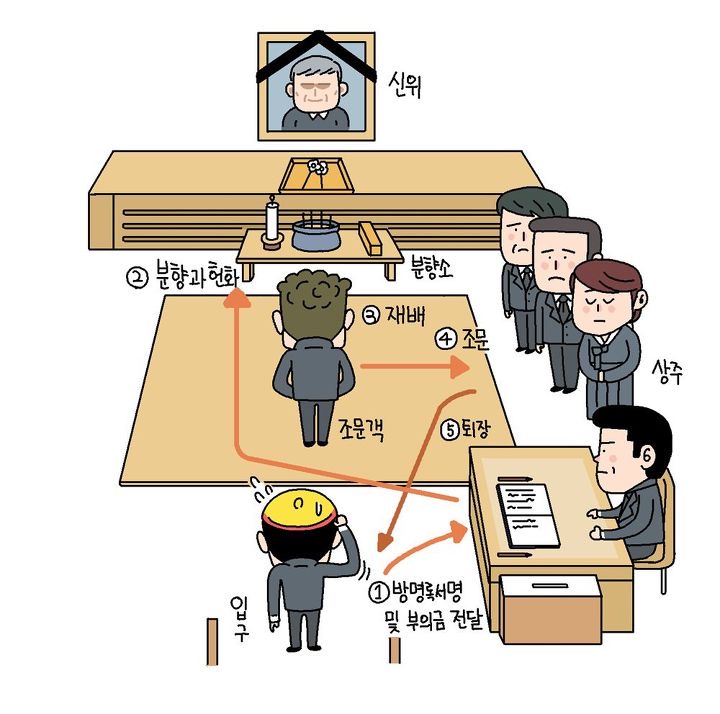 신위
② 분향과헌화
분향소
③ 재배
④ 조문
상주
조문객
⑤퇴장
① 방명록서명
및 부의금 전달
입
구